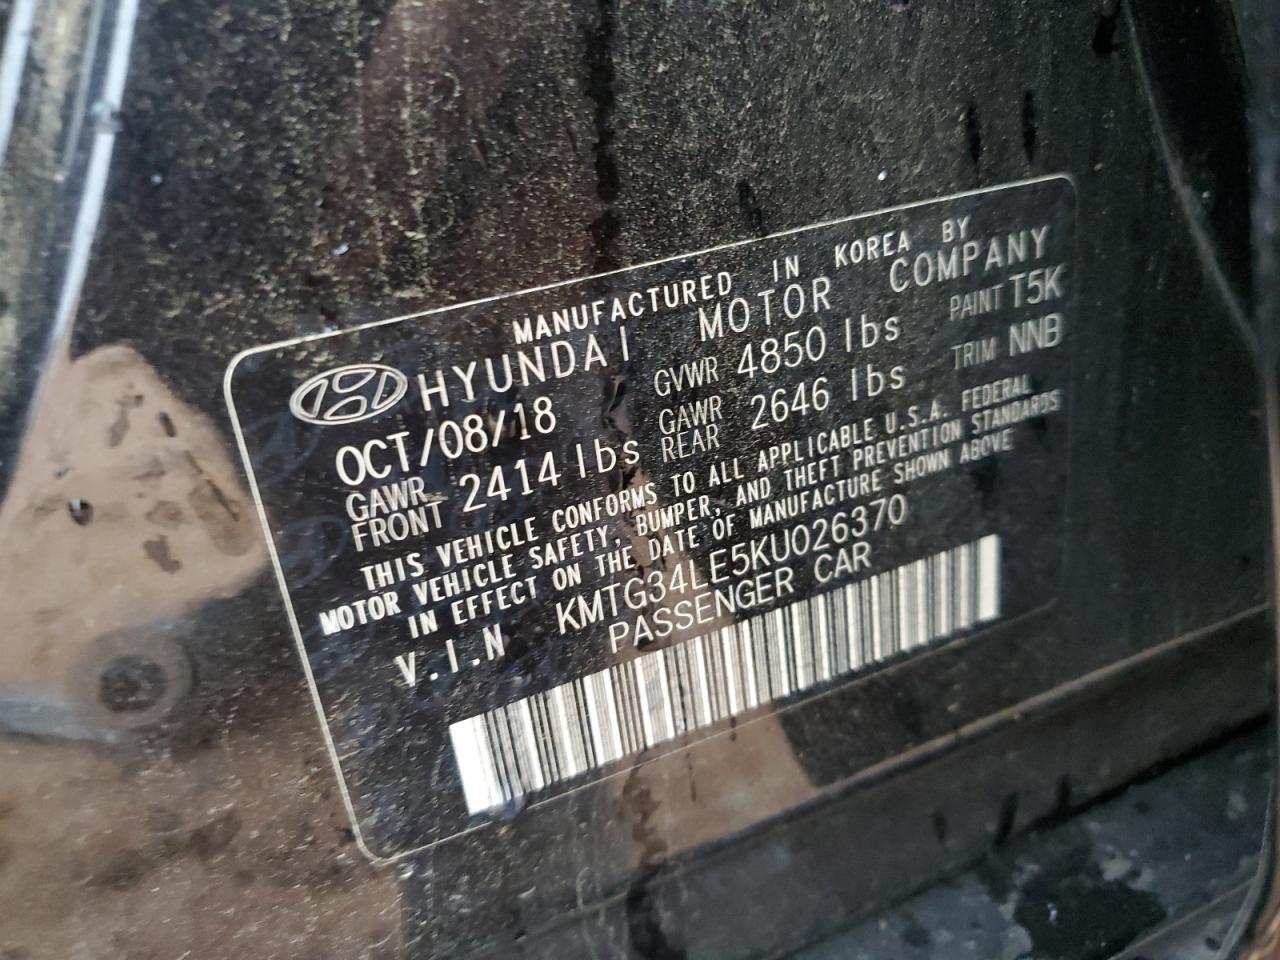 MANUFACTURED IN KOREA BY
HYUNDAI MOTOR COMPANY
OCT/08/18 GVWR 4850 lbs PAINT T5K
GAWR FRONT 2414 lbs GAWR REAR 2646 lbs TRIM NNB
THIS VEHICLE CONFORMS TO ALL APPLICABLE U.S.A. FEDERAL
MOTOR VEHICLE SAFETY, BUMPER, AND THEFT PREVENTION STANDARDS
IN EFFECT ON THE DATE OF MANUFACTURE SHOWN ABOVE
V.I.N KMTG34LE5KU026370
PASSENGER CAR